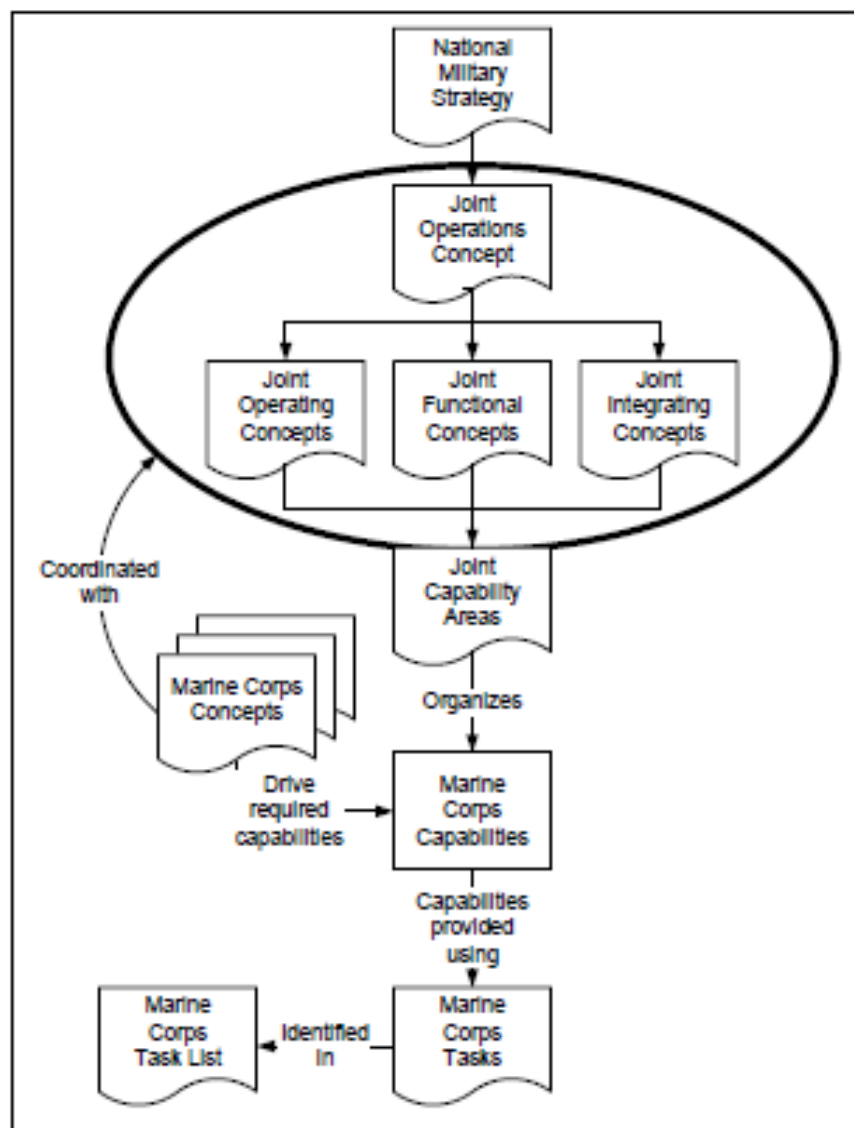 National
Military
Strategy
Joint
Operations
Concept
Joint
Operating
Concepts
Joint
Functional
Concepts
Joint
Integrating
Concepts
Coordinated
with
Joint
Capability
Areas
Marine Corps
Concepts
Organizes
Drive
required
capabilities
Marine
Corps
Capabilities
Capabilities
provided
using
Marine
Corps
Task List
Identified
In
Marine
Corps
Tasks